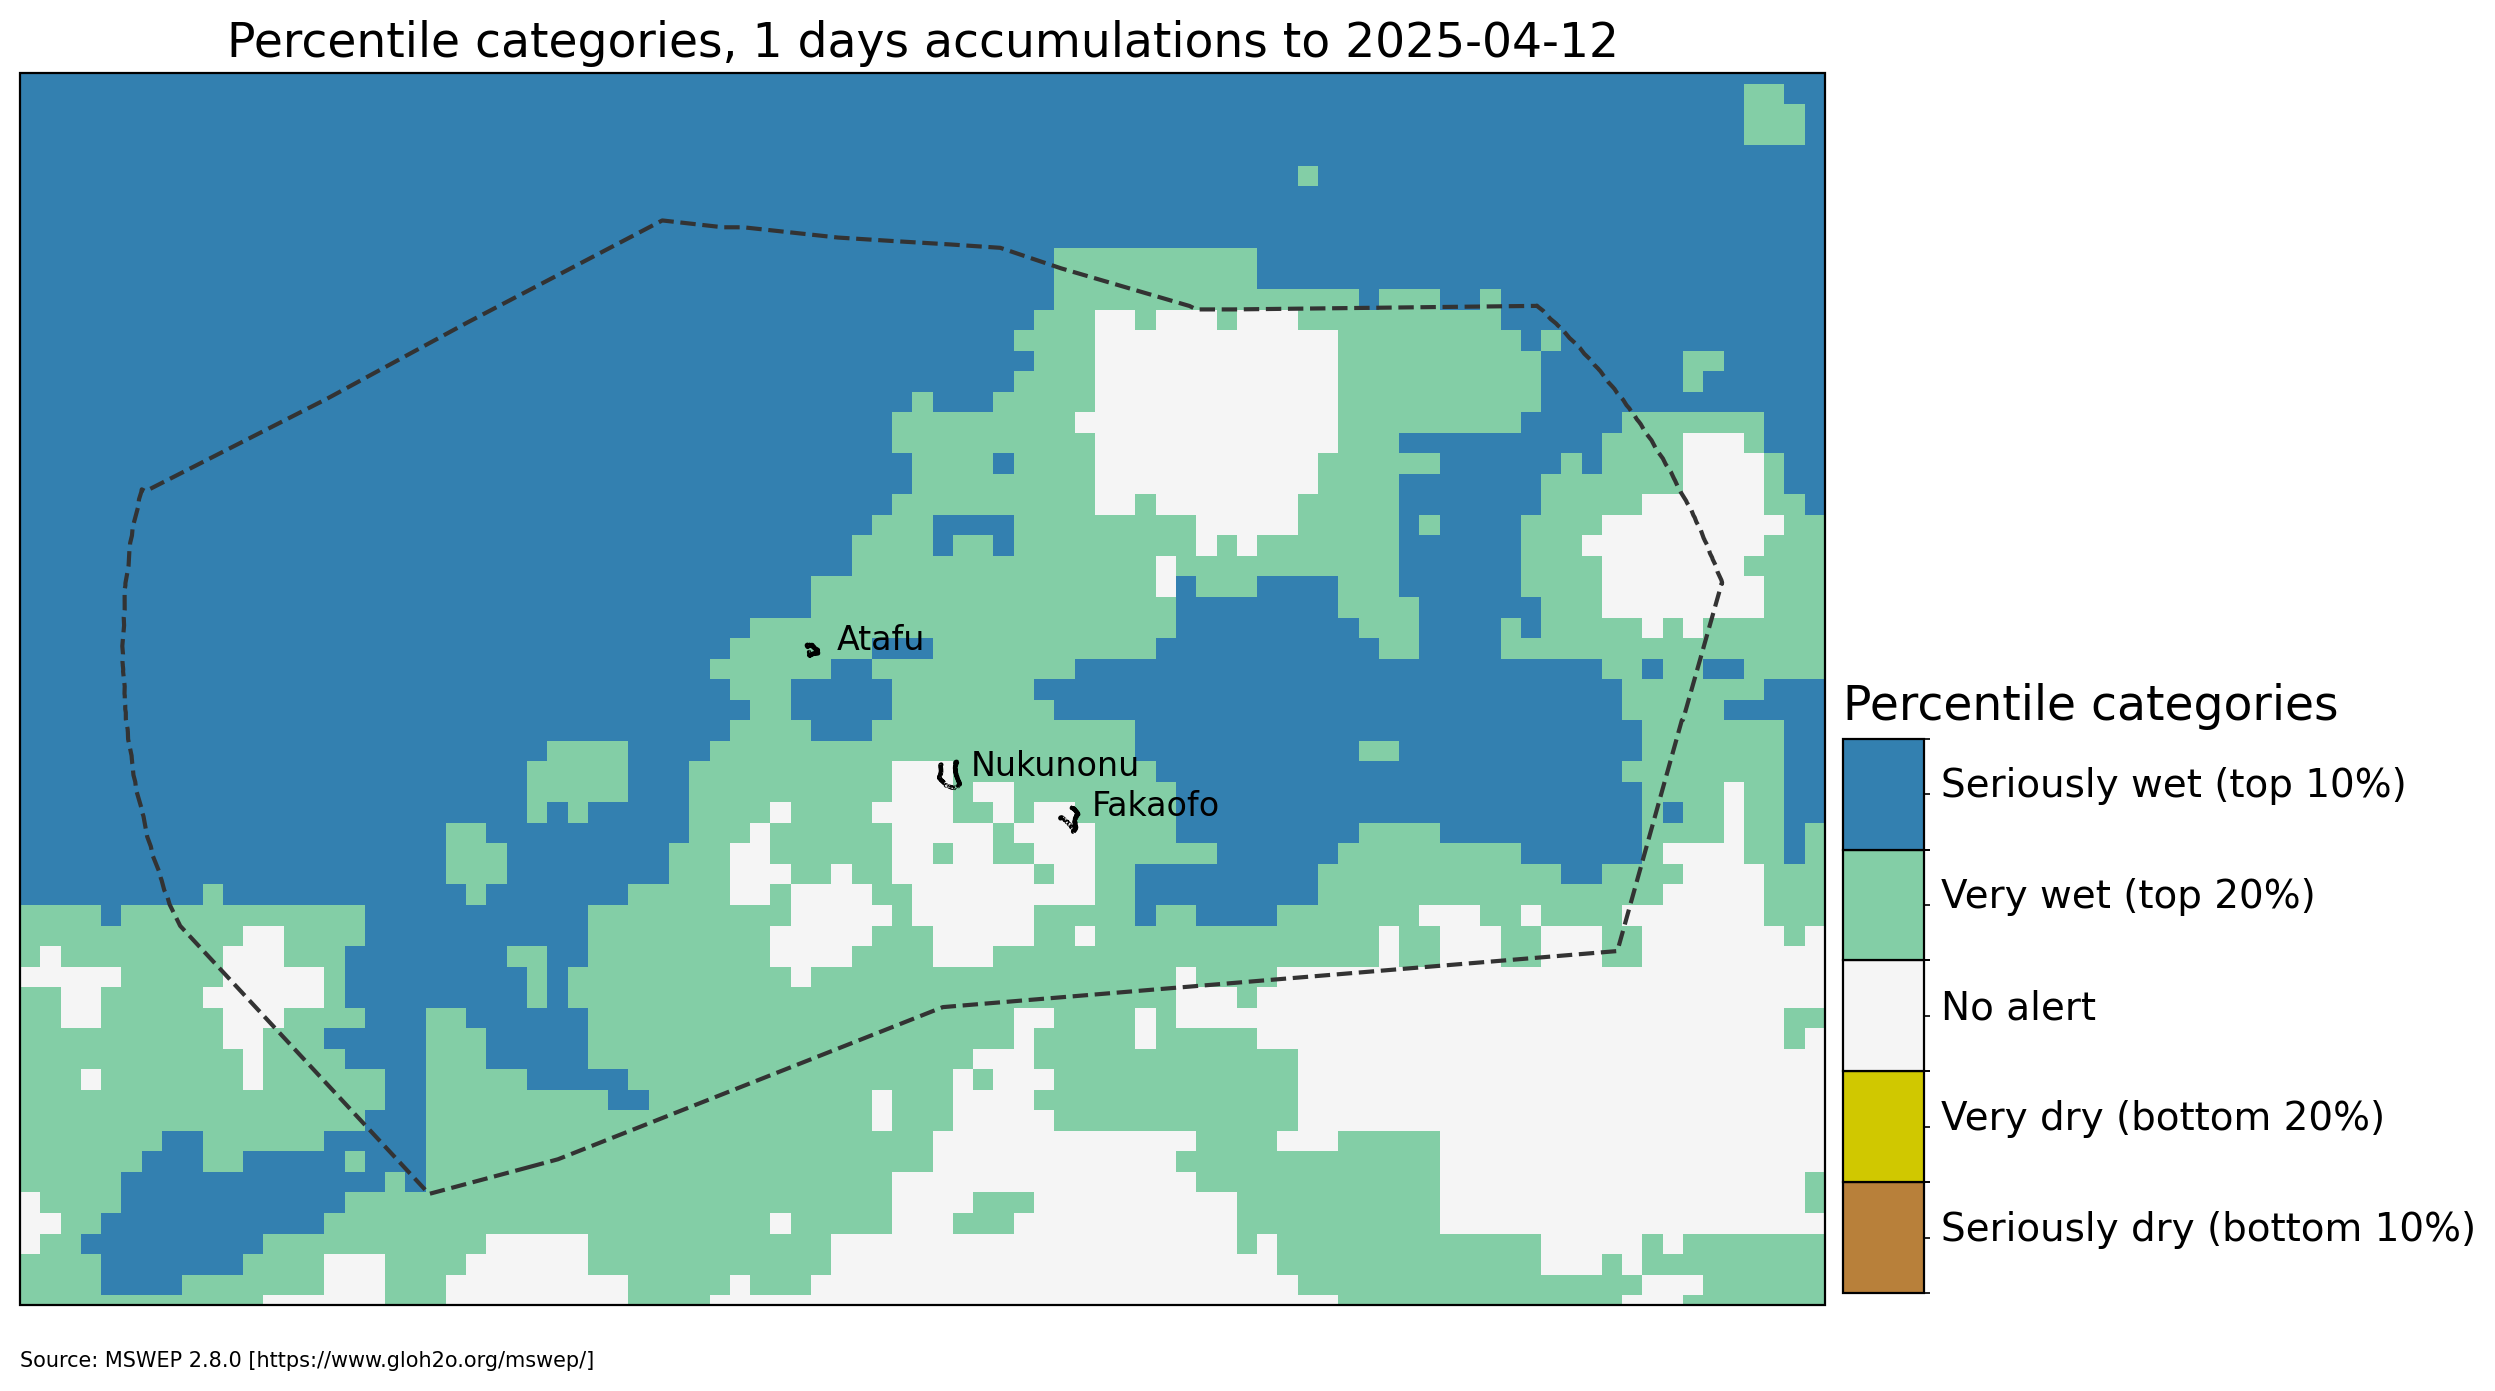 Percentile categories, 1 days accumulations to 2025-04-12
Atafu
Nukunonu
Fakaofo
Percentile categories
Seriously wet (top 10%)
Very wet (top 20%)
No alert
Very dry (bottom 20%)
Seriously dry (bottom 10%)
Source: MSWEP 2.8.0 [https://www.gloh2o.org/mswep/]